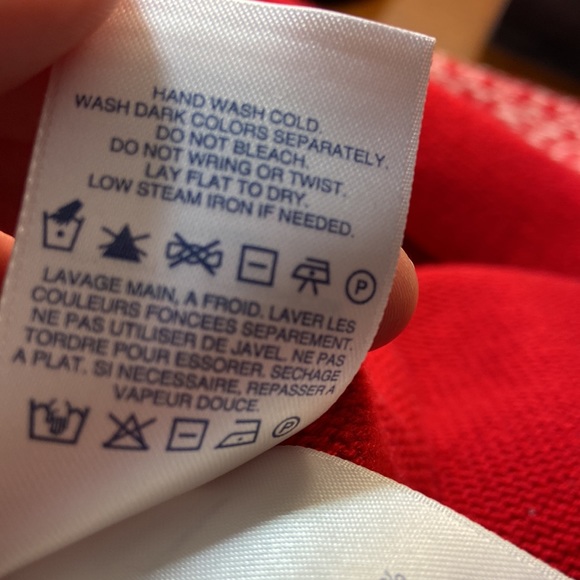 HAND WASH COLD.
WASH DARK COLORS SEPARATELY.
DO NOT BLEACH.
DO NOT WRING OR TWIST.
LAY FLAT TO DRY.
LOW STEAM IRON IF NEEDED.
P
LAVAGE MAIN, A FROID. LAVER LES
COULEURS FONCEES SEPAREMENT.
NE PAS UTILISER DE JAVEL. NE PAS
TORDRE POUR ESSORER. SECHAGE
A PLAT. SI NECESSAIRE, REPASSER A
VAPEUR DOUCE.
P